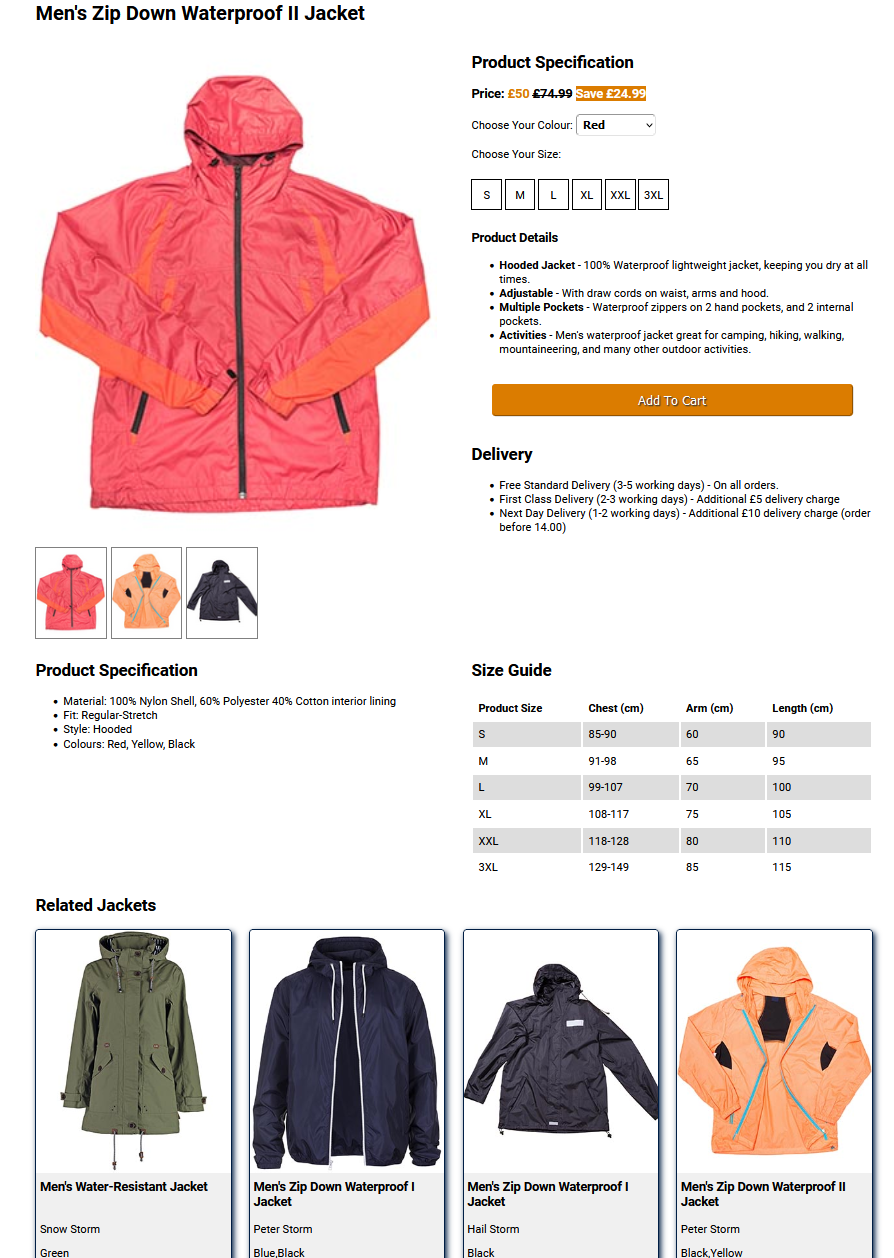 Men's Zip Down Waterproof II Jacket
Product Specification
Price: £50 £74.99 Save £24.99
Choose Your Colour: Red
Choose Your Size:
S M L XL XXL 3XL
Product Details
• Hooded Jacket - 100% Waterproof lightweight jacket, keeping you dry at all
times.
• Adjustable - With draw cords on waist, arms and hood.
• Multiple Pockets - Waterproof zippers on 2 hand pockets, and 2 internal
pockets.
• Activities - Men's waterproof jacket great for camping, hiking, walking,
mountaineering, and many other outdoor activities.
Add To Cart
Delivery
• Free Standard Delivery (3-5 working days) - On all orders.
• First Class Delivery (2-3 working days) - Additional £5 delivery charge
• Next Day Delivery (1-2 working days) - Additional £10 delivery charge (order
before 14.00)
Product Specification
• Material: 100% Nylon Shell, 60% Polyester 40% Cotton interior lining
• Fit: Regular-Stretch
• Style: Hooded
• Colours: Red, Yellow, Black
Size Guide
Product Size Chest (cm) Arm (cm) Length (cm)
S 85-90 60 90
M 91-98 65 95
L 99-107 70 100
XL 108-117 75 105
XXL 118-128 80 110
3XL 129-149 85 115
Related Jackets
Men's Water-Resistant Jacket
Snow Storm
Green
Men's Zip Down Waterproof I
Jacket
Peter Storm
Blue,Black
Men's Zip Down Waterproof I
Jacket
Hail Storm
Black
Men's Zip Down Waterproof II
Jacket
Peter Storm
Black,Yellow